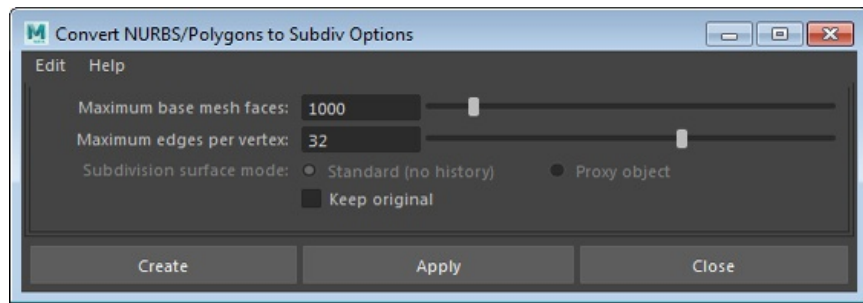 Convert NURBS/Polygons to Subdiv Options
Edit Help
Maximum base mesh faces: 1000
Maximum edges per vertex: 32
Subdivision surface mode: Standard (no history) Proxy object
Keep original
Create Apply Close